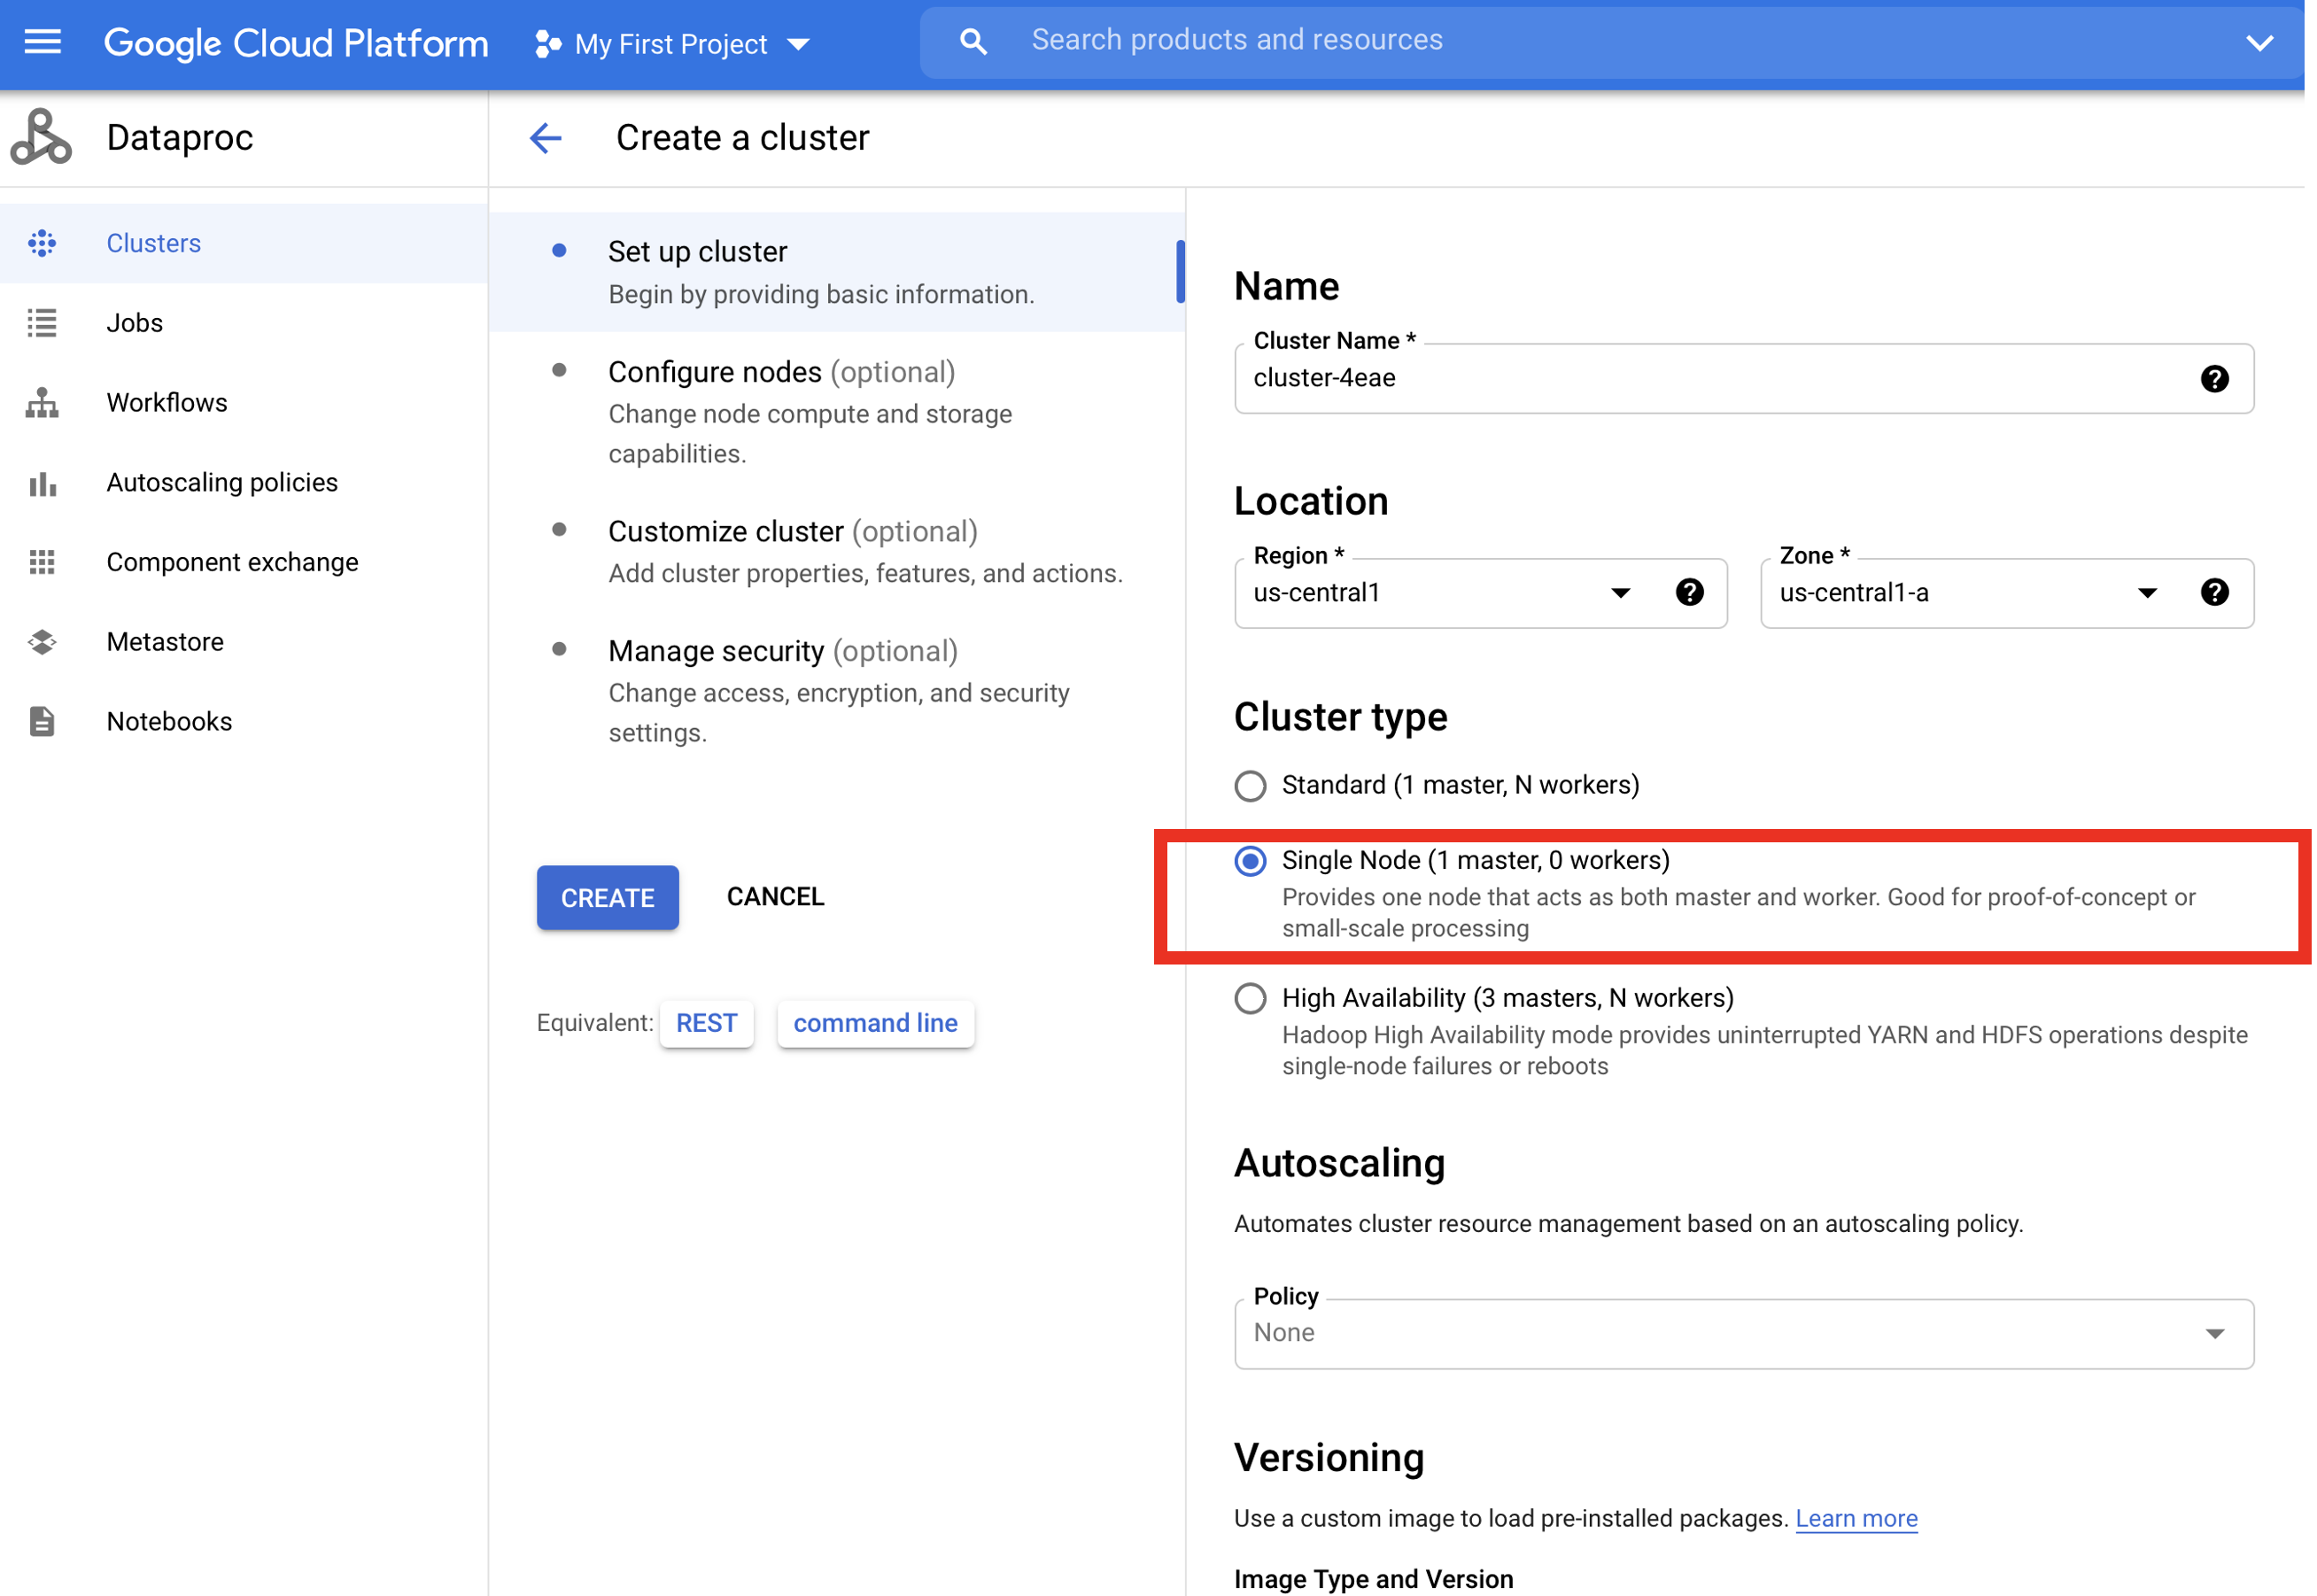 Google Cloud Platform
My First Project
Search products and resources
Dataproc
Create a cluster
Clusters
Jobs
Workflows
Autoscaling policies
Component exchange
Metastore
Notebooks
Set up cluster
Begin by providing basic information.
Configure nodes (optional)
Change node compute and storage
capabilities.
Customize cluster (optional)
Add cluster properties, features, and actions.
Manage security (optional)
Change access, encryption, and security
settings.
CREATE
CANCEL
Equivalent: REST command line
Name
Cluster Name *
cluster-4eae
Location
Region *
us-central1
Zone *
us-central1-a
Cluster type
Standard (1 master, N workers)
Single Node (1 master, 0 workers)
Provides one node that acts as both master and worker. Good for proof-of-concept or
small-scale processing
High Availability (3 masters, N workers)
Hadoop High Availability mode provides uninterrupted YARN and HDFS operations despite
single-node failures or reboots
Autoscaling
Automates cluster resource management based on an autoscaling policy.
Policy
None
Versioning
Use a custom image to load pre-installed packages. Learn more
Image Type and Version